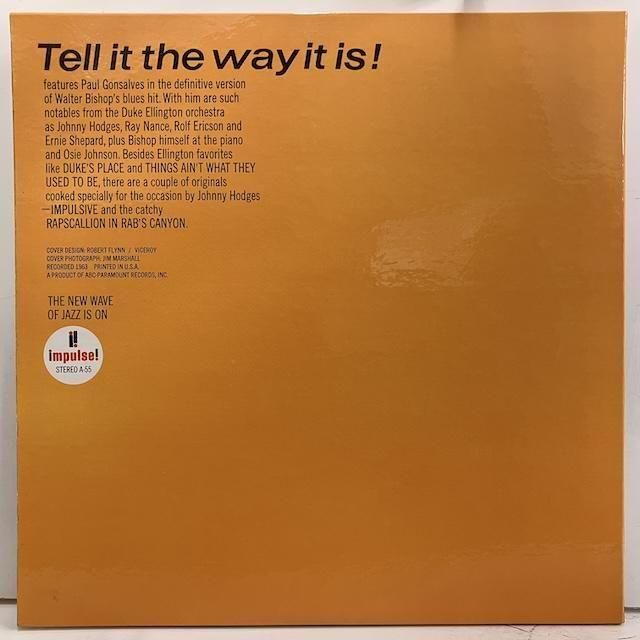 Tell it the way it is!
features Paul Gonsalves in the definitive version
of Walter Bishop's blues hit. With him are such
notables from the Duke Ellington orchestra
as Johnny Hodges, Ray Nance, Rolf Ericson and
Ernie Shepard, plus Bishop himself at the piano
and Osie Johnson. Besides Ellington favorites
like DUKE'S PLACE and THINGS AIN'T WHAT THEY
USED TO BE, there are a couple of originals
cooked specially for the occasion by Johnny Hodges
—IMPULSIVE and the catchy
RAPSCALLION IN RAB'S CANYON.
COVER DESIGN: ROBERT FLYNN / VICEROY
COVER PHOTOGRAPH: JIM MARSHALL
RECORDED 1963 PRINTED IN U.S.A.
A PRODUCT OF ABC-PARAMOUNT RECORDS, INC.
THE NEW WAVE
OF JAZZ IS ON
i!
impulse!
STEREO A-55